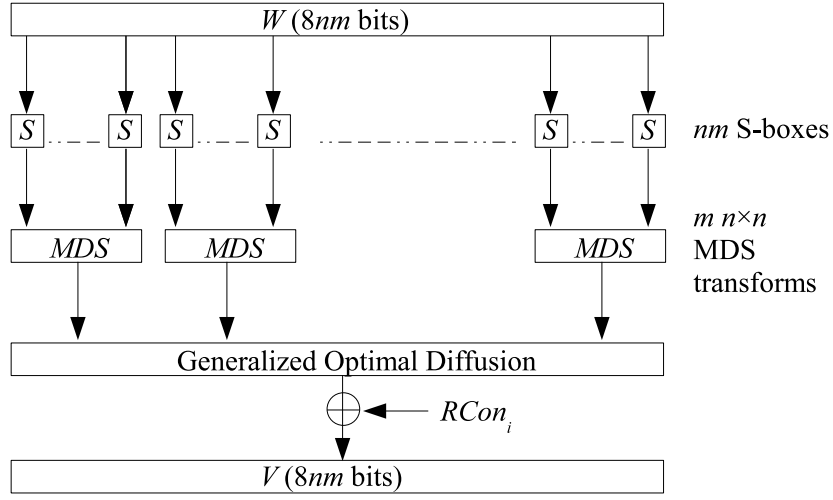 W (8nm bits)
S S S S S S
nm S-boxes
m n×n
MDS
transforms
MDS MDS MDS
Generalized Optimal Diffusion
RCon_i
V (8nm bits)